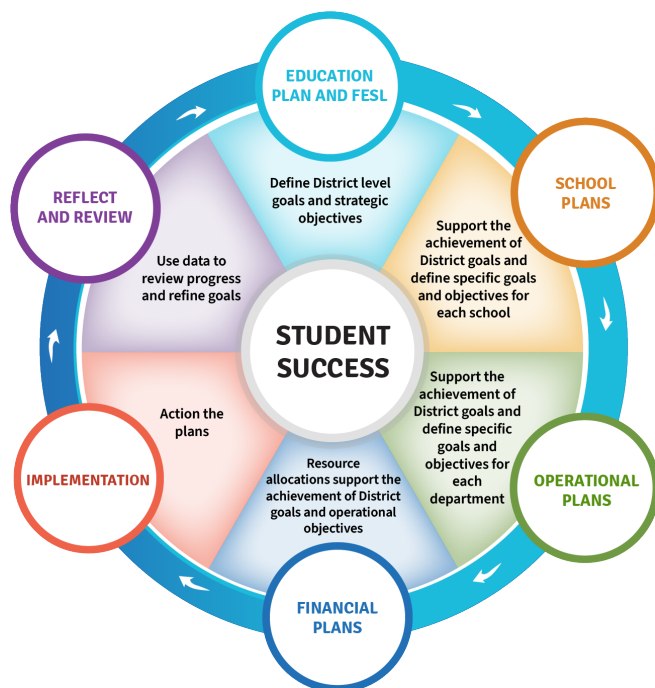 EDUCATION
PLAN AND FESL
Define District level
goals and strategic
objectives
SCHOOL
PLANS
Support the
achievement of
District goals and
define specific goals
and objectives for
each school
OPERATIONAL
PLANS
Support the
achievement of
District goals and
define specific
goals and
objectives for
each
department
FINANCIAL
PLANS
Resource
allocations support the
achievement of District
goals and operational
objectives
IMPLEMENTATION
Action the
plans
REFLECT
AND REVIEW
Use data to
review progress
and refine goals
STUDENT
SUCCESS